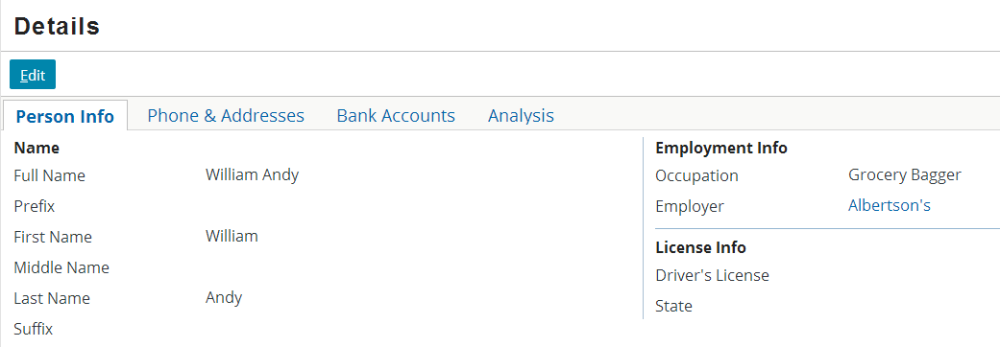 Details
Edit
Person Info Phone & Addresses Bank Accounts Analysis
Name
Full Name William Andy
Prefix
First Name William
Middle Name
Last Name Andy
Suffix
Employment Info
Occupation Grocery Bagger
Employer Albertson's
License Info
Driver's License
State